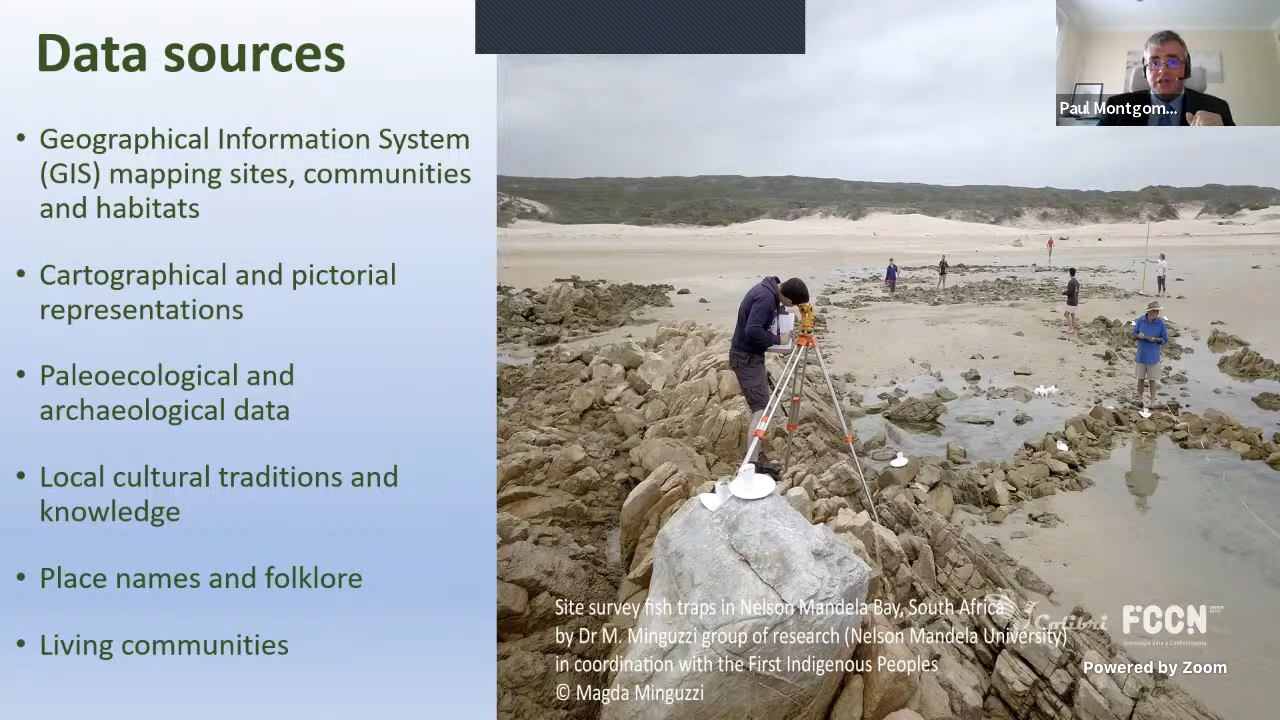 Data sources
• Geographical Information System
(GIS) mapping sites, communities
and habitats
• Cartographical and pictorial
representations
• Paleoecological and
archaeological data
• Local cultural traditions and
knowledge
• Place names and folklore
• Living communities
Paul Montgom...
Site survey fish traps in Nelson Mandela Bay, South Africa
by Dr M. Minguzzi group of research (Nelson Mandela University)
in coordination with the First Indigenous Peoples
© Magda Minguzzi
Colibri
FCCN
Powered by Zoom